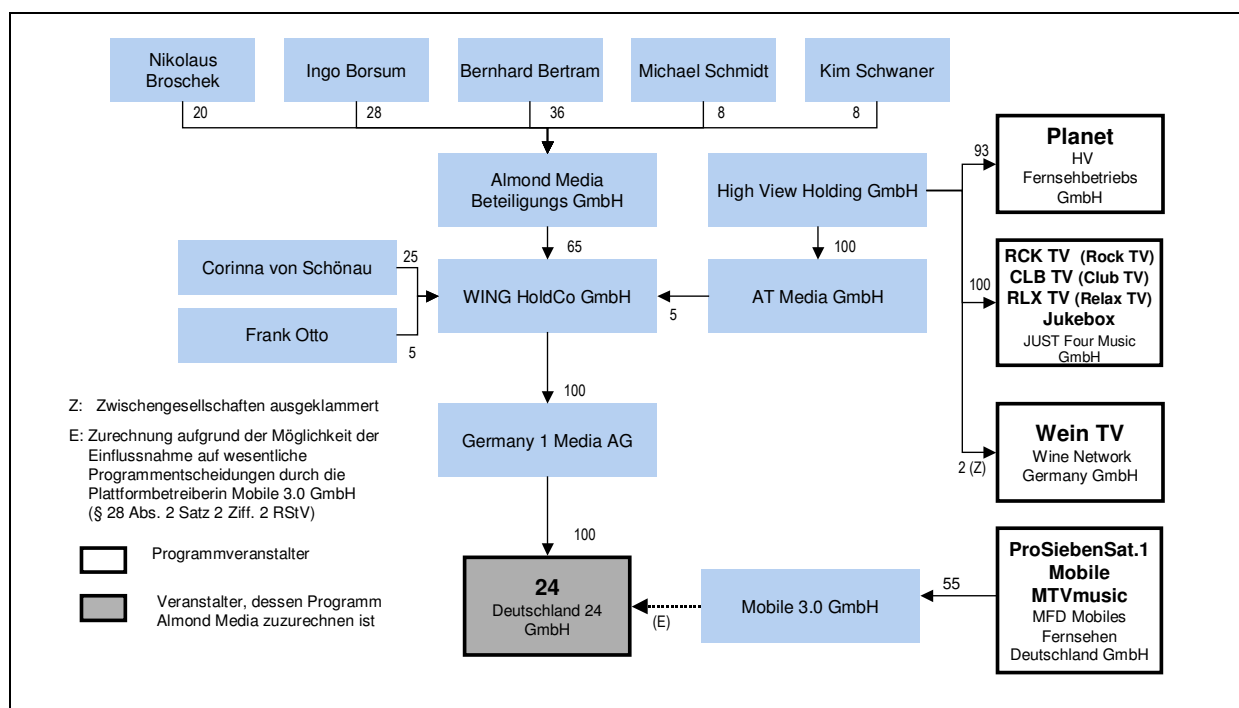 Nikolaus
Broschek
Ingo Borsum
Bernhard Bertram
Michael Schmidt
Kim Schwaner
20
28
36
8
8
Almond Media
Beteiligungs GmbH
High View Holding GmbH
93
Planet
HV
Fernsehbetriebs
GmbH
65
100
Corinna von Schönau
25
WING HoldCo GmbH
5
AT Media GmbH
Frank Otto
5
100
RCK TV (Rock TV)
CLB TV (Club TV)
RLX TV (Relax TV)
Jukebox
JUST Four Music
GmbH
100
Germany 1 Media AG
2 (Z)
Wein TV
Wine Network
Germany GmbH
Z: Zwischengesellschaften ausgeklammert
E: Zurechnung aufgrund der Möglichkeit der
Einflussnahme auf wesentliche
Programmentscheidungen durch die
Plattformbetreiberin Mobile 3.0 GmbH
(§ 28 Abs. 2 Satz 2 Ziff. 2 RStV)
Programmveranstalter
Veranstalter, dessen Programm
Almond Media zuzurechnen ist
100
24
Deutschland 24
GmbH
(E)
Mobile 3.0 GmbH
55
ProSiebenSat.1
Mobile
MTVmusic
MFD Mobiles
Fernsehen
Deutschland GmbH